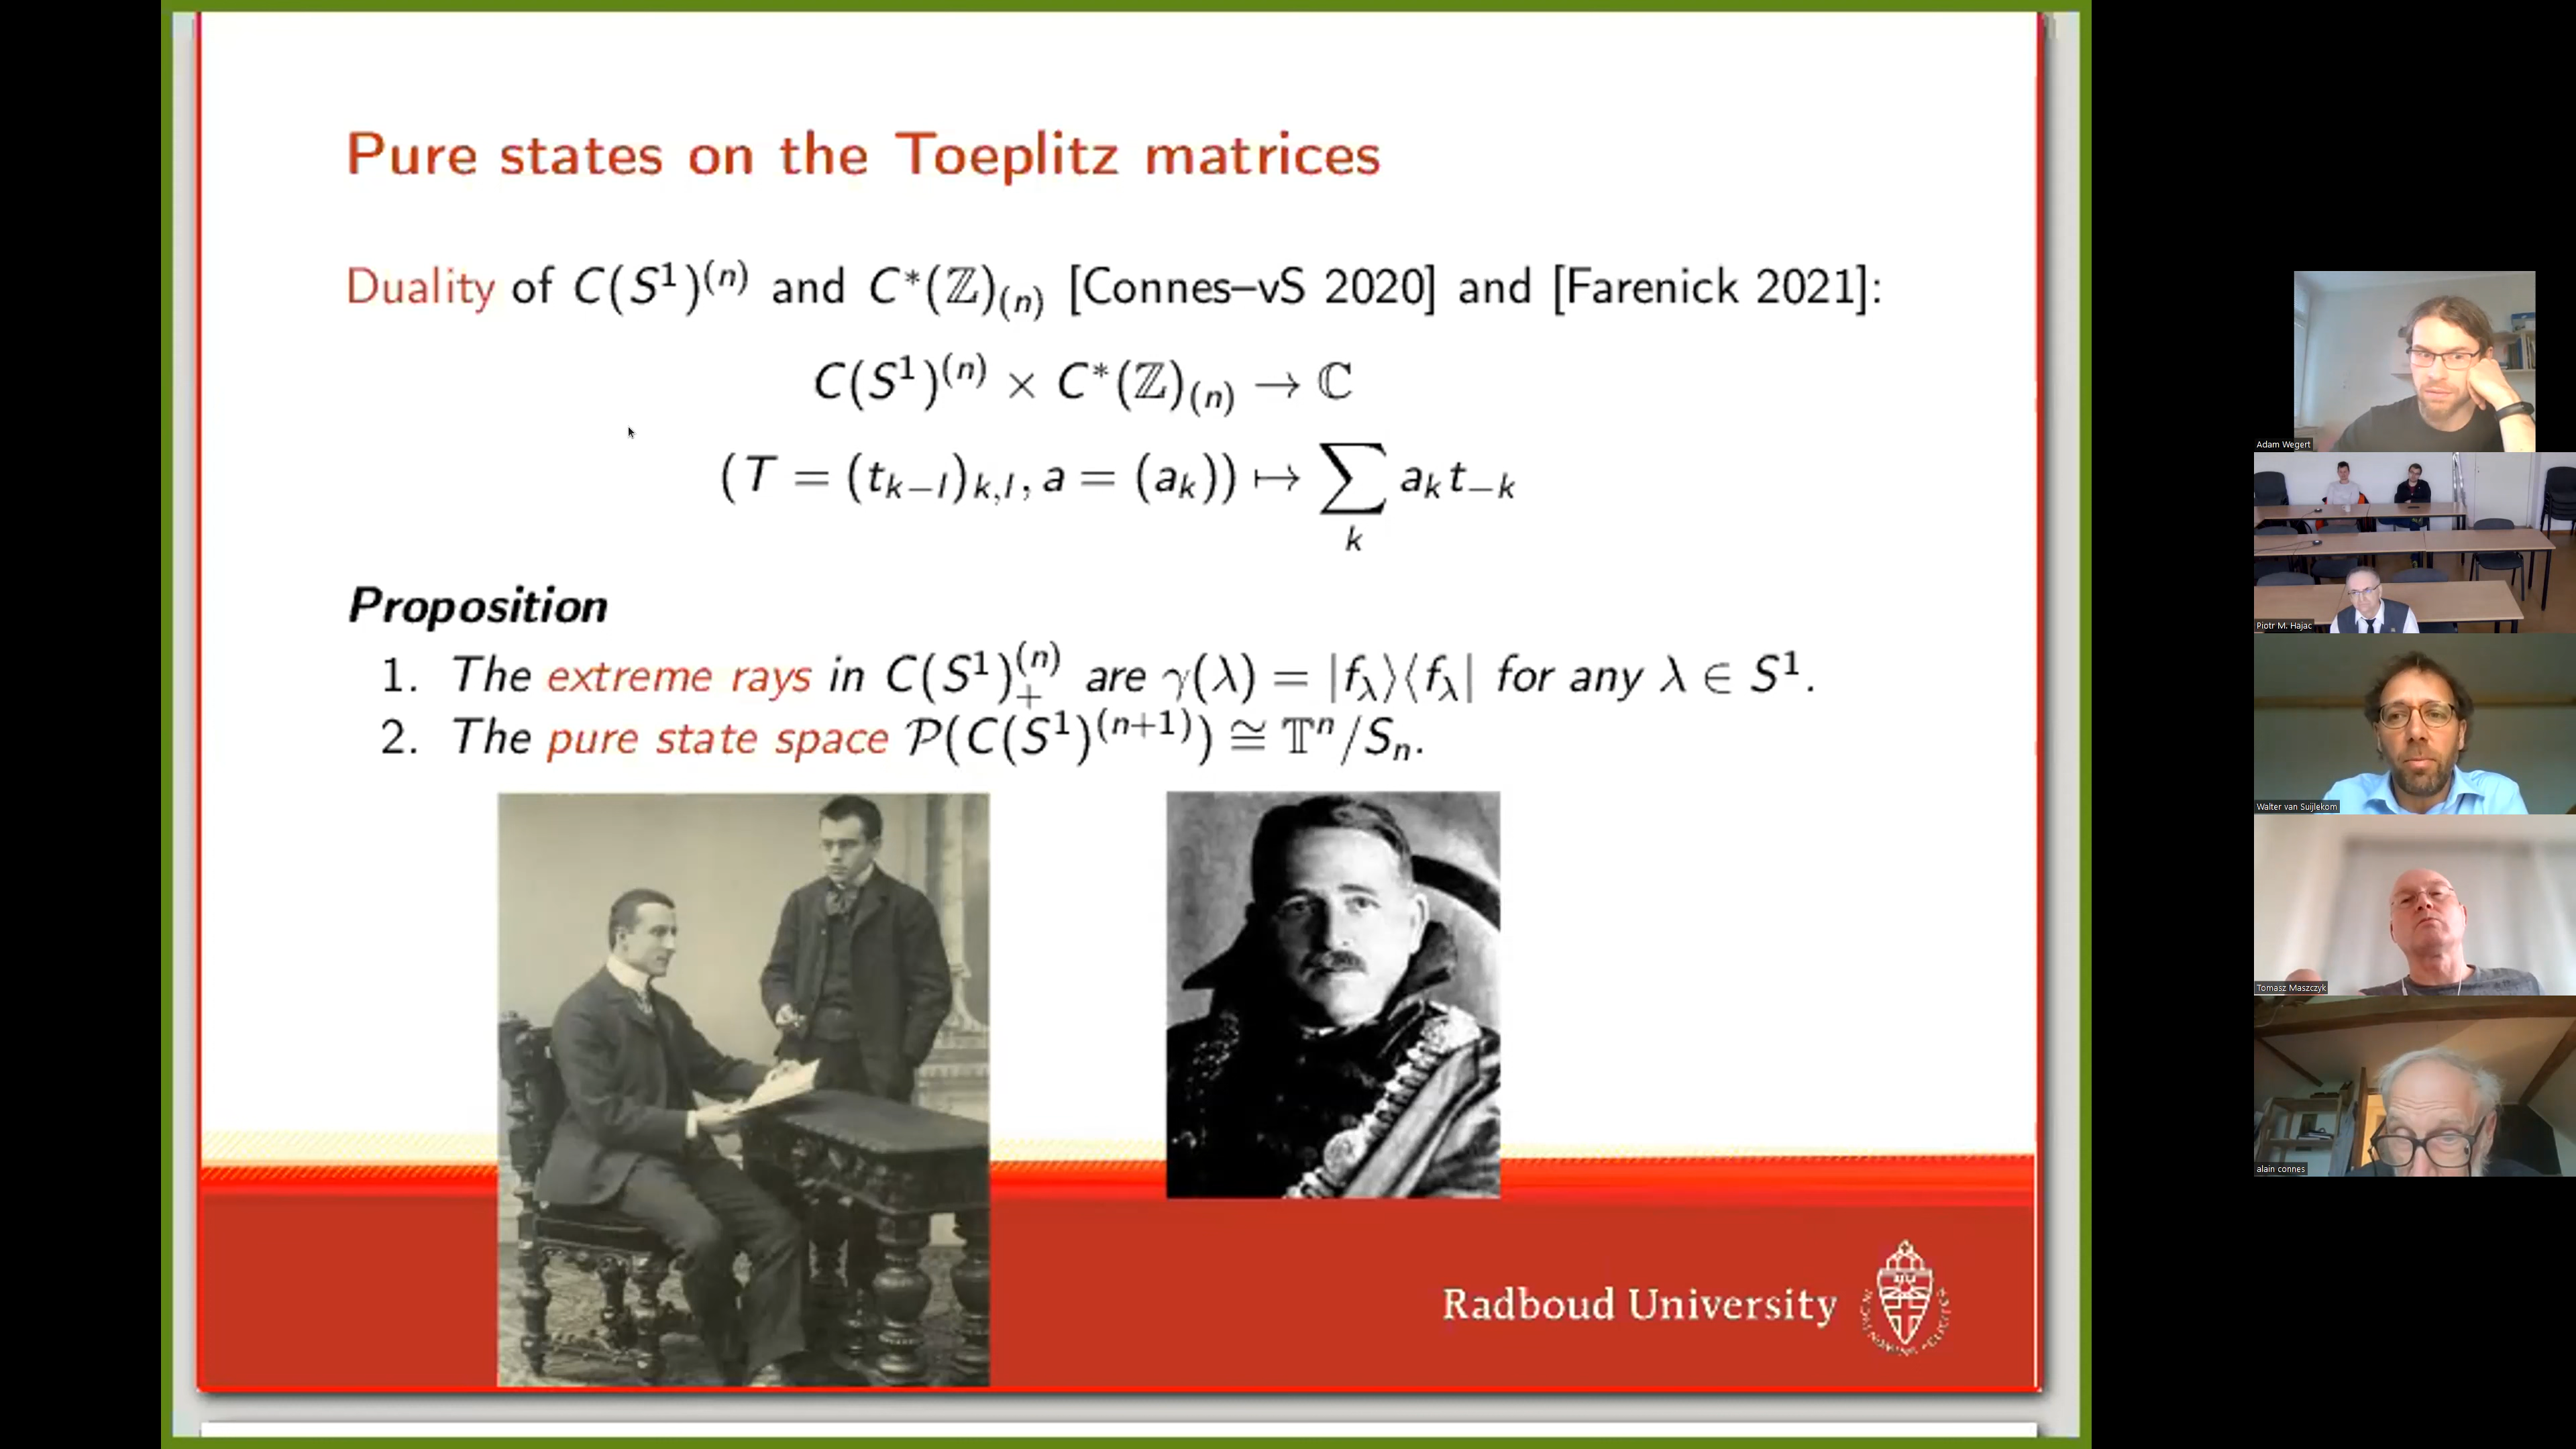 Pure states on the Toeplitz matrices
Duality of C(S¹)⁽ⁿ⁾ and C*(ℤ)₍ₙ₎ [Connes–vS 2020] and [Farenick 2021]:
C(S¹)⁽ⁿ⁾ × C*(ℤ)₍ₙ₎ → ℂ
(T = (t_{k−l})_{k,l}, a = (a_k)) ↦ ∑_k a_k t_{−k}
Proposition
1. The extreme rays in C(S¹)₊⁽ⁿ⁾ are γ(λ) = |f_λ⟩⟨f_λ| for any λ ∈ S¹.
2. The pure state space 𝒫(C(S¹)⁽ⁿ⁺¹⁾) ≅ 𝕋ⁿ/Sₙ.
Radboud University
Adam Wegert
Piotr M. Hajac
Walter van Suijlekom
Tomasz Maszczyk
alain connes